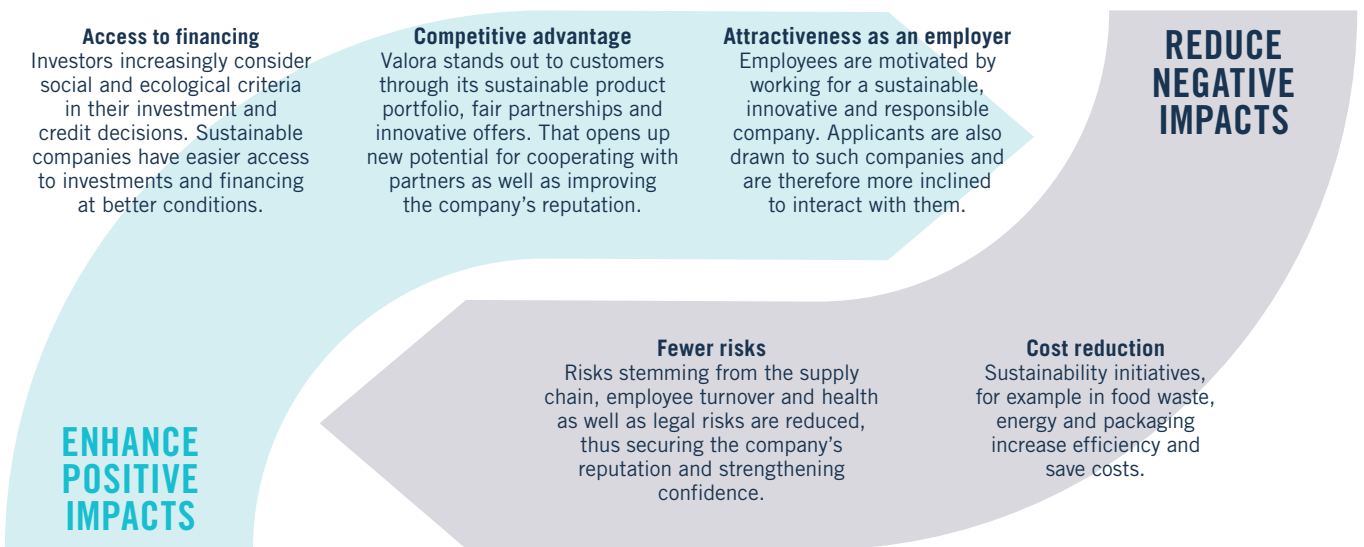 Access to financing
Investors increasingly consider
social and ecological criteria
in their investment and
credit decisions. Sustainable
companies have easier access
to investments and financing
at better conditions.
Competitive advantage
Valora stands out to customers
through its sustainable product
portfolio, fair partnerships and
innovative offers. That opens up
new potential for cooperating with
partners as well as improving
the company’s reputation.
Attractiveness as an employer
Employees are motivated by
working for a sustainable,
innovative and responsible
company. Applicants are also
drawn to such companies and
are therefore more inclined
to interact with them.
REDUCE
NEGATIVE
IMPACTS
ENHANCE
POSITIVE
IMPACTS
Fewer risks
Risks stemming from the supply
chain, employee turnover and health
as well as legal risks are reduced,
thus securing the company’s
reputation and strengthening
confidence.
Cost reduction
Sustainability initiatives,
for example in food waste,
energy and packaging
increase efficiency and
save costs.